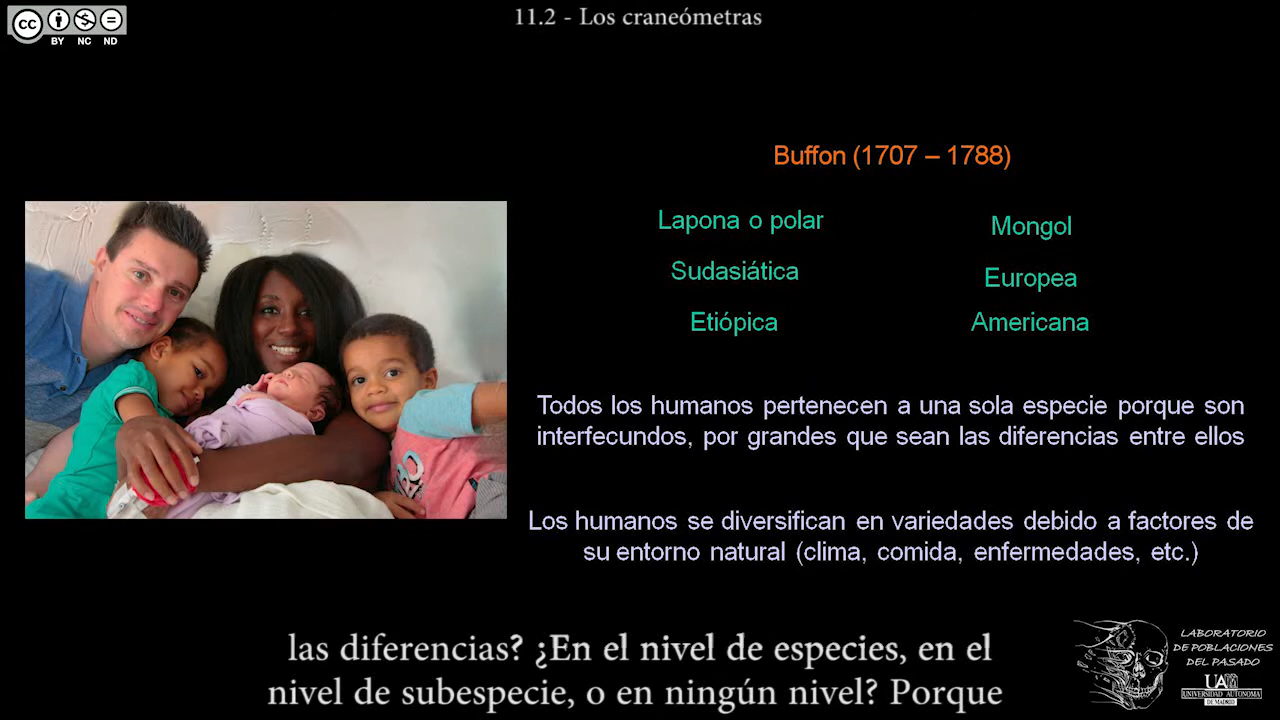 11.2 - Los craneómetras
cc
BY NC ND
Buffon (1707 – 1788)
Lapona o polar
Mongol
Sudasiática
Europea
Etiópica
Americana
Todos los humanos pertenecen a una sola especie porque son
interfecundos, por grandes que sean las diferencias entre ellos
Los humanos se diversifican en variedades debido a factores de
su entorno natural (clima, comida, enfermedades, etc.)
las diferencias? ¿En el nivel de especies, en el
nivel de subespecie, o en ningún nivel? Porque
LABORATORIO
DE POBLACIONES
DEL PASADO
UAM
UNIVERSIDAD AUTONOMA
DE MADRID